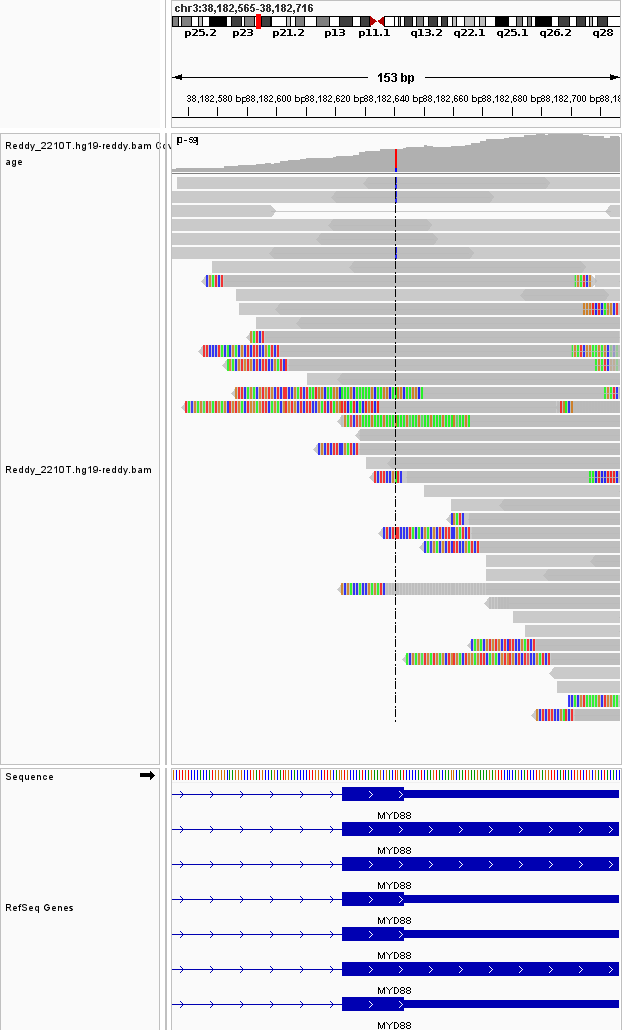 chr3:38,182,565-38,182,716
p25.2 p23 p21.2 p13 p11.1 q13.2 q22.1 q25.1 q26.2 q28
153 bp
38,182,580 bp 38,182,600 bp 38,182,620 bp 38,182,640 bp 38,182,660 bp 38,182,680 bp 38,182,700 bp
Reddy_2210T.hg19-reddy.bam Cov
age
[0-59]
Reddy_2210T.hg19-reddy.bam
Sequence
MYD88
MYD88
MYD88
RefSeq Genes
MYD88
MYD88
MYD88
MYD88